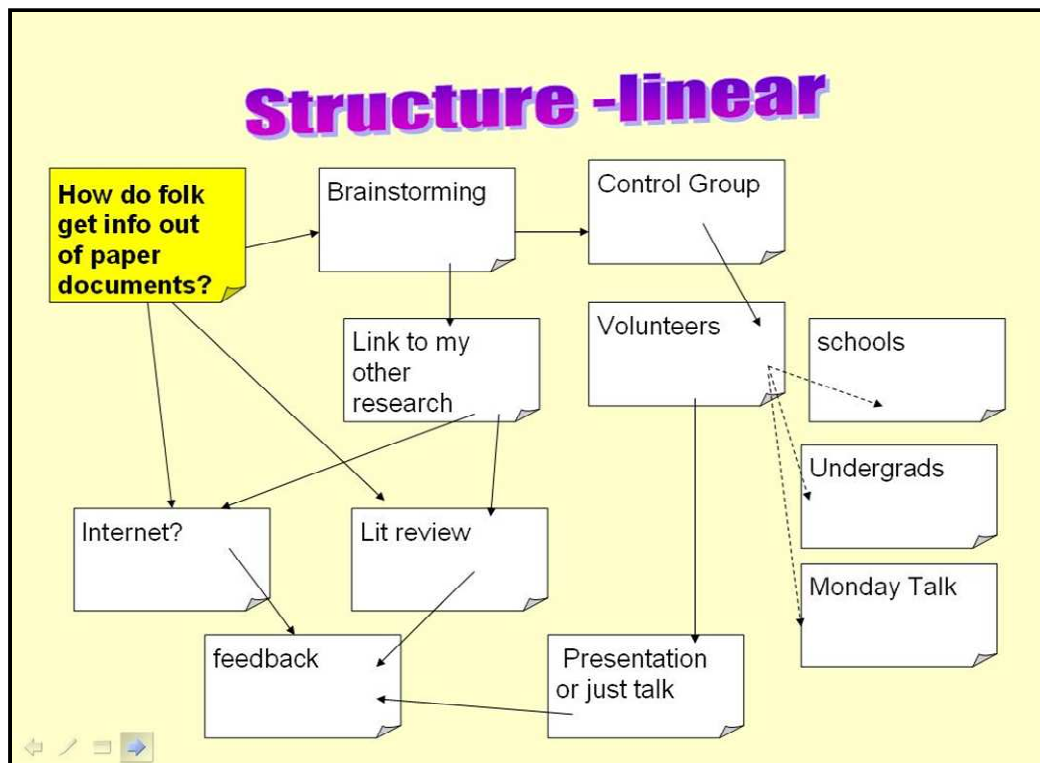 Structure -linear
How do folk
get info out
of paper
documents?
Brainstorming
Control Group
Link to my
other
research
Volunteers
schools
Undergrads
Monday Talk
Internet?
Lit review
feedback
Presentation
or just talk